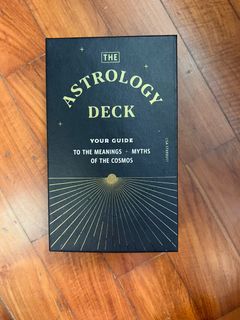 THE
ASTROLOGY
DECK
YOUR GUIDE
TO THE MEANINGS + MYTHS
OF THE COSMOS